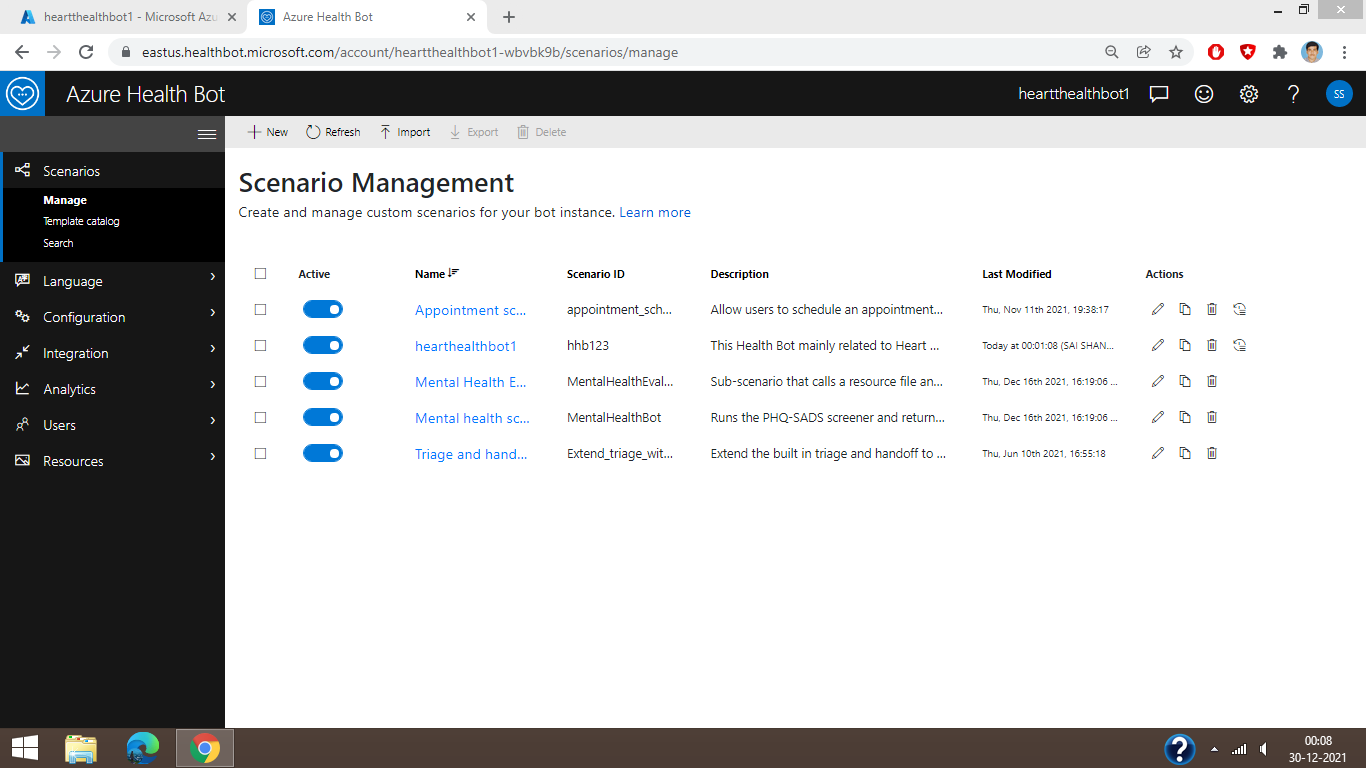 heartthealthbot1 - Microsoft Azu
Azure Health Bot
eastus.healthbot.microsoft.com/account/heartthealthbot1-wbvbk9b/scenarios/manage
Azure Health Bot
heartthealthbot1
SS
New Refresh Import Export Delete
Scenarios
Manage
Template catalog
Search
Language
Configuration
Integration
Analytics
Users
Resources
Scenario Management
Create and manage custom scenarios for your bot instance. Learn more
Active Name Scenario ID Description Last Modified Actions
Appointment sc... appointment_sch... Allow users to schedule an appointment... Thu, Nov 11th 2021, 19:38:17
hearthealthbot1 hhb123 This Health Bot mainly related to Heart ... Today at 00:01:08 (SAI SHAN...
Mental Health E... MentalHealthEval... Sub-scenario that calls a resource file an... Thu, Dec 16th 2021, 16:19:06 ...
Mental health sc... MentalHealthBot Runs the PHQ-SADS screener and return... Thu, Dec 16th 2021, 16:19:06 ...
Triage and hand... Extend_triage_wit... Extend the built in triage and handoff to ... Thu, Jun 10th 2021, 16:55:18
00:08
30-12-2021